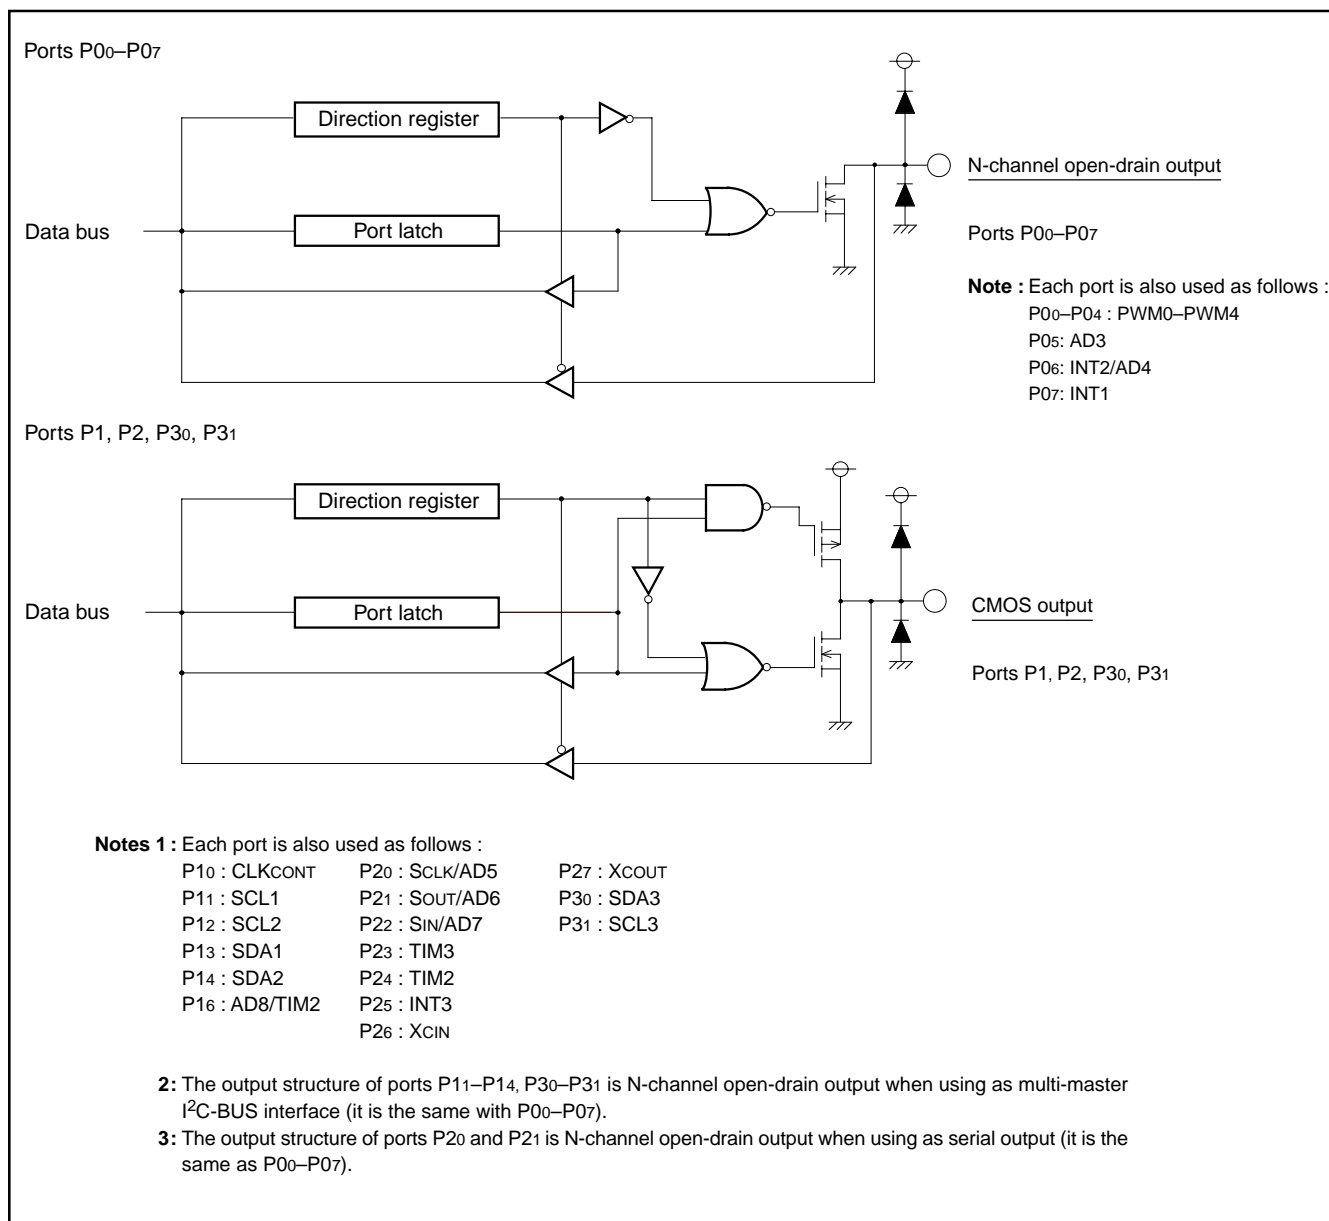 Ports P00–P07
Direction register
N-channel open-drain output
Data bus
Port latch
Ports P00–P07
Note : Each port is also used as follows :
P00–P04 : PWM0–PWM4
P05: AD3
P06: INT2/AD4
P07: INT1
Ports P1, P2, P30, P31
Direction register
Data bus
Port latch
CMOS output
Ports P1, P2, P30, P31
Notes 1 : Each port is also used as follows :
P10 : CLKCONT P20 : SCLK/AD5 P27 : XCOUT
P11 : SCL1 P21 : SOUT/AD6 P30 : SDA3
P12 : SCL2 P22 : SIN/AD7 P31 : SCL3
P13 : SDA1 P23 : TIM3
P14 : SDA2 P24 : TIM2
P16 : AD8/TIM2 P25 : INT3
P26 : XCIN
2: The output structure of ports P11–P14, P30–P31 is N-channel open-drain output when using as multi-master
I2C-BUS interface (it is the same with P00–P07).
3: The output structure of ports P20 and P21 is N-channel open-drain output when using as serial output (it is the
same as P00–P07).